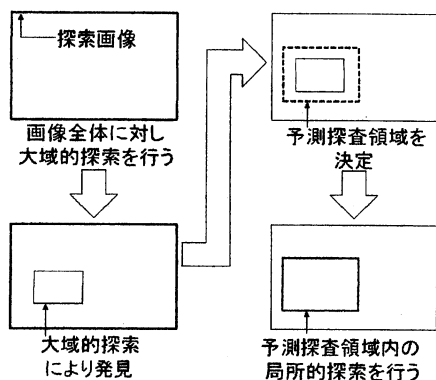 探索画像
画像全体に対し
大域的探索を行う
大域的探索
により発見
予測探査領域を
決定
予測探査領域内の
局所的探索を行う